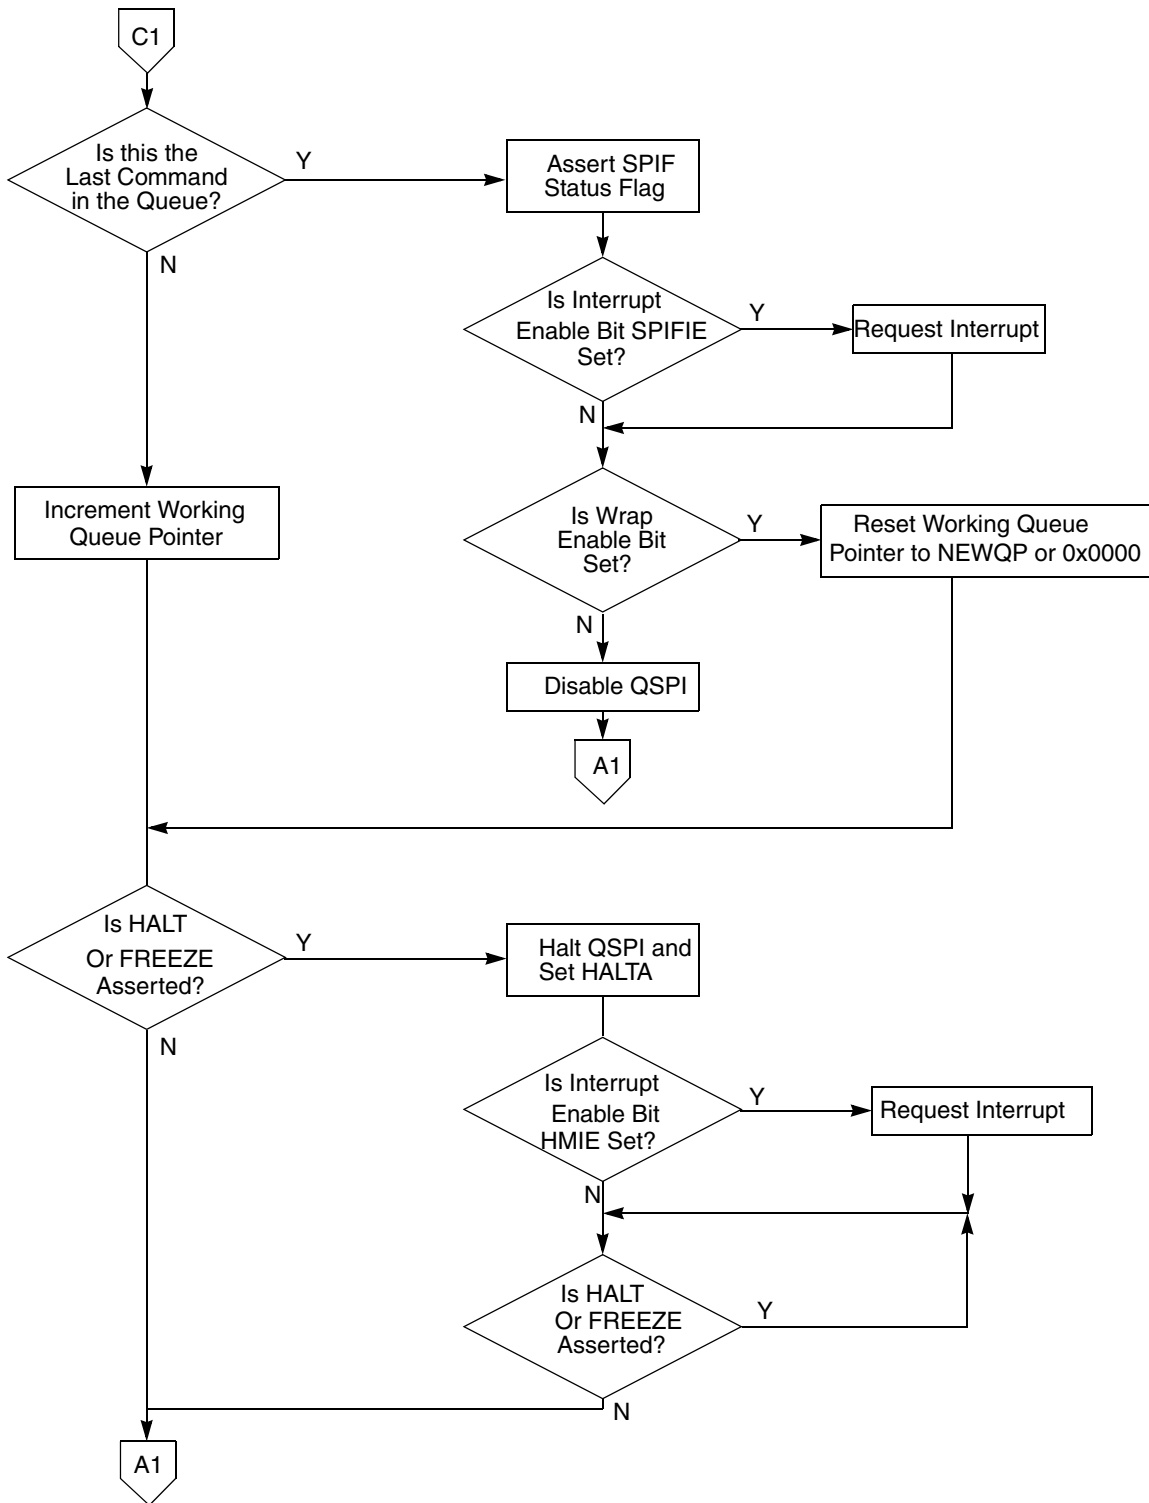 C1
Is this the
Last Command
in the Queue?
Y
N
Assert SPIF
Status Flag
Is Interrupt
Enable Bit SPIFIE
Set?
Y
Request Interrupt
N
Increment Working
Queue Pointer
Is Wrap
Enable Bit
Set?
Y
Reset Working Queue
Pointer to NEWQP or 0x0000
N
Disable QSPI
A1
Is HALT
Or FREEZE
Asserted?
Y
N
Halt QSPI and
Set HALTA
Is Interrupt
Enable Bit
HMIE Set?
Y
Request Interrupt
N
Is HALT
Or FREEZE
Asserted?
Y
N
A1